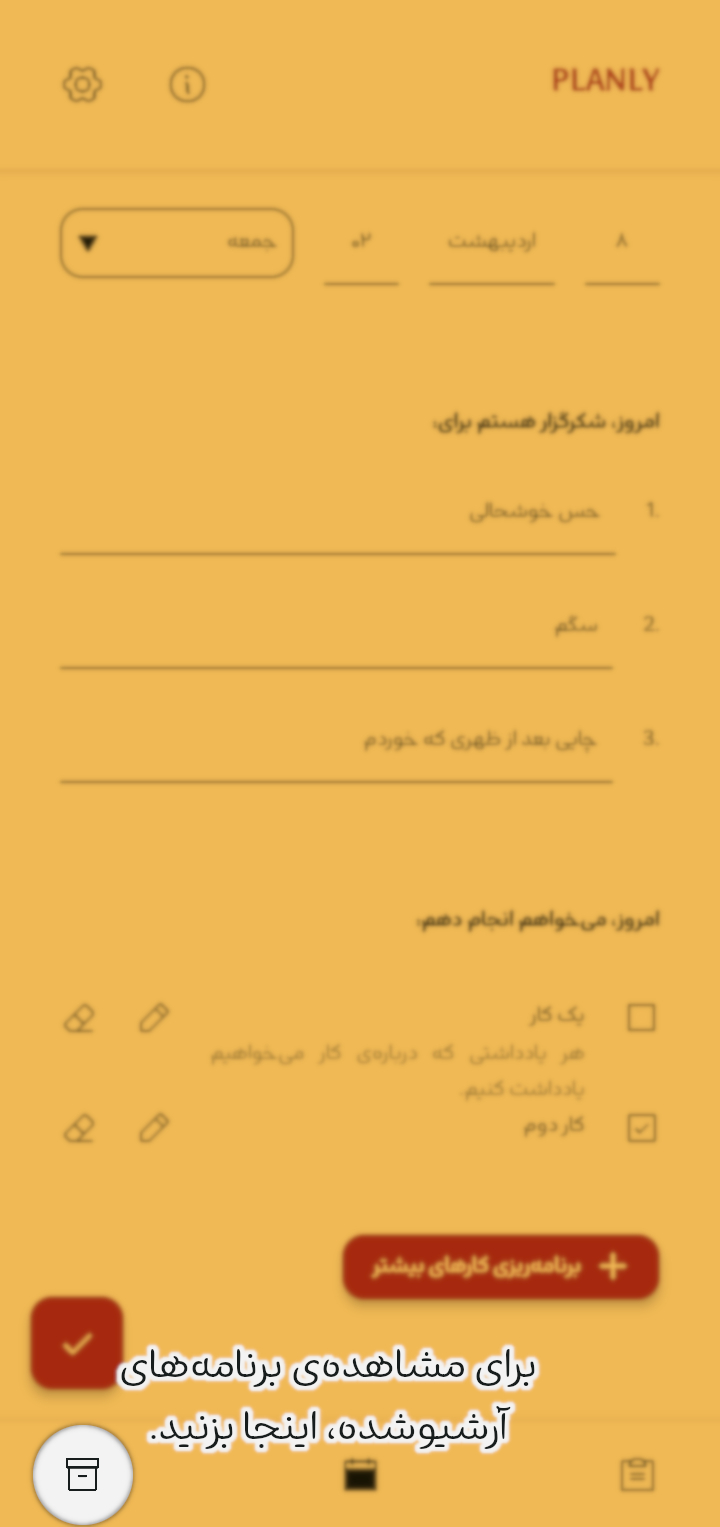 PLANLY
۸ اردیبهشت ۰۲ جمعه
امروز، شکرگزار هستم برای:
1. حس خوشحالی
2. سگم
3. چایی بعد از ظهری که خوردم
امروز، می‌خواهم انجام دهم:
یک کار
هر یادداشتی که درباره‌ی کار می‌خواهیم
یادداشت کنیم.
کار دوم
برنامه‌ریزی کارهای بیشتر
برای مشاهده‌ی برنامه‌های
آرشیوشده، اینجا بزنید.